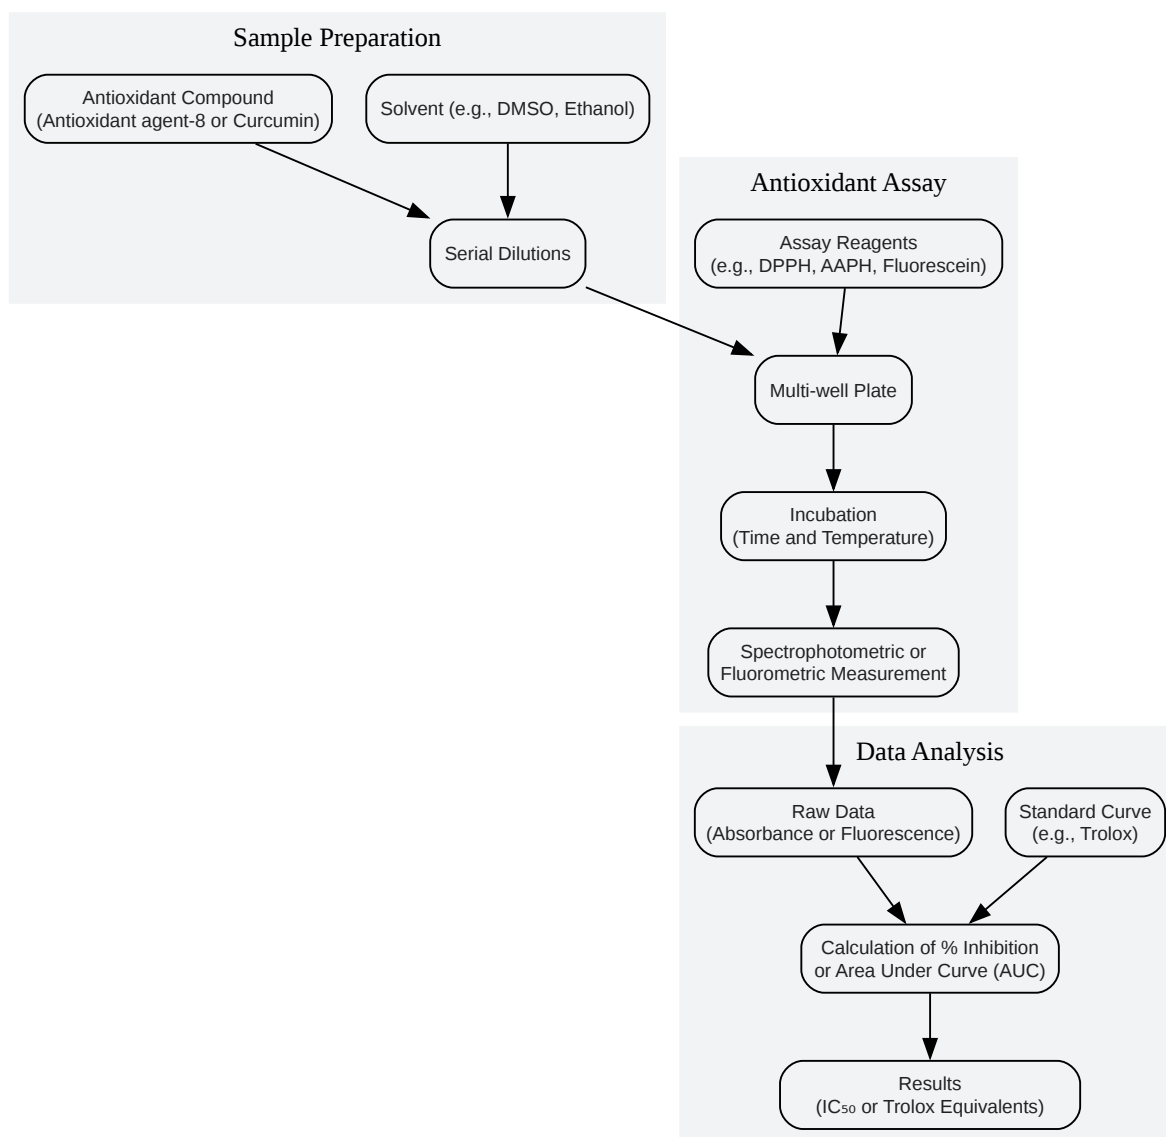 Sample Preparation
Antioxidant Compound
(Antioxidant agent-8 or Curcumin)
Solvent (e.g., DMSO, Ethanol)
Serial Dilutions
Antioxidant Assay
Assay Reagents
(e.g., DPPH, AAPH, Fluorescein)
Multi-well Plate
Incubation
(Time and Temperature)
Spectrophotometric or
Fluorometric Measurement
Data Analysis
Raw Data
(Absorbance or Fluorescence)
Standard Curve
(e.g., Trolox)
Calculation of % Inhibition
or Area Under Curve (AUC)
Results
(IC₅₀ or Trolox Equivalents)